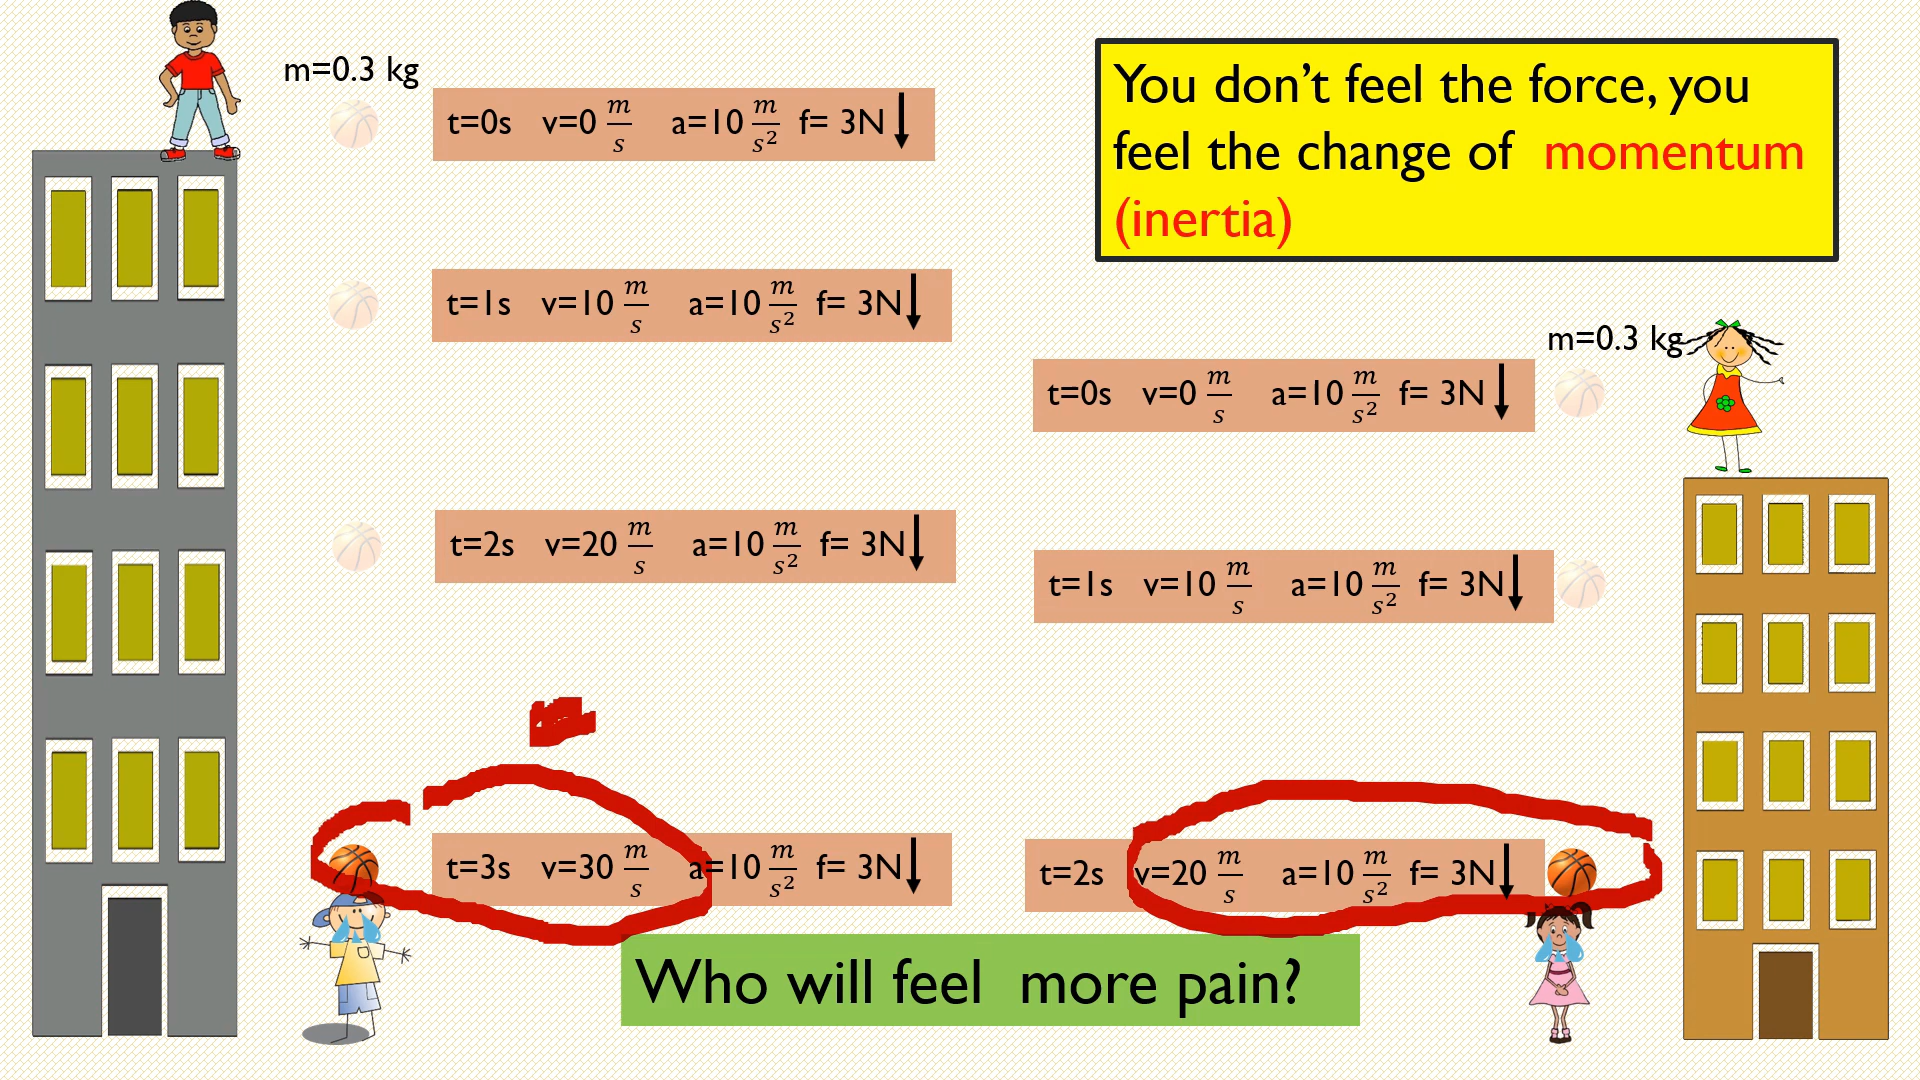 m=0.3 kg
t=0s v=0 m/s a=10 m/s² f= 3N
You don't feel the force, you
feel the change of momentum
(inertia)
t=1s v=10 m/s a=10 m/s² f= 3N
m=0.3 kg
t=0s v=0 m/s a=10 m/s² f= 3N
t=2s v=20 m/s a=10 m/s² f= 3N
t=1s v=10 m/s a=10 m/s² f= 3N
t=3s v=30 m/s a=10 m/s² f= 3N
t=2s v=20 m/s a=10 m/s² f= 3N
Who will feel more pain?